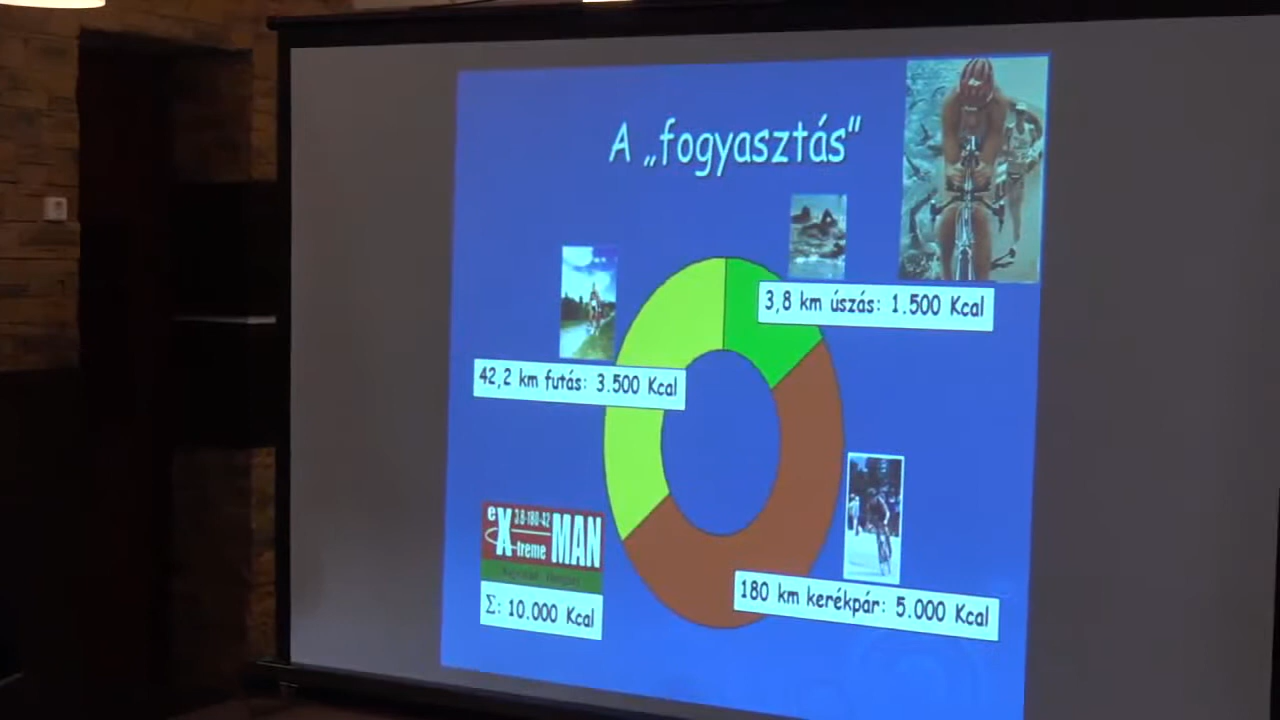 A „fogyasztás”
3,8 km úszás: 1.500 Kcal
42,2 km futás: 3.500 Kcal
eX-treme MAN
3.8-180-42
180 km kerékpár: 5.000 Kcal
Σ: 10.000 Kcal